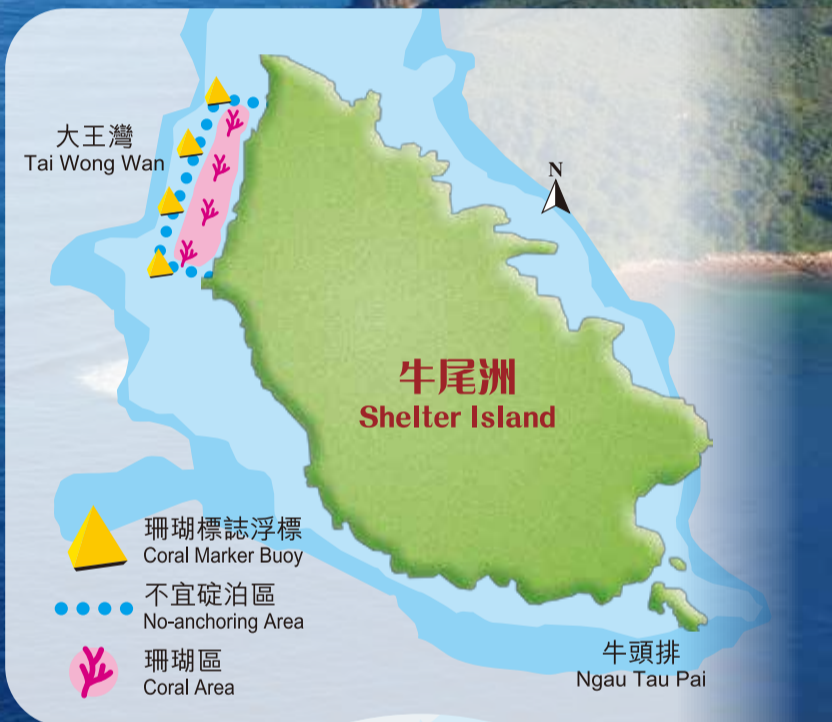 大王灣
Tai Wong Wan
N
牛尾洲
Shelter Island
珊瑚標誌浮標
Coral Marker Buoy
不宜碇泊區
No-anchoring Area
珊瑚區
Coral Area
牛頭排
Ngau Tau Pai